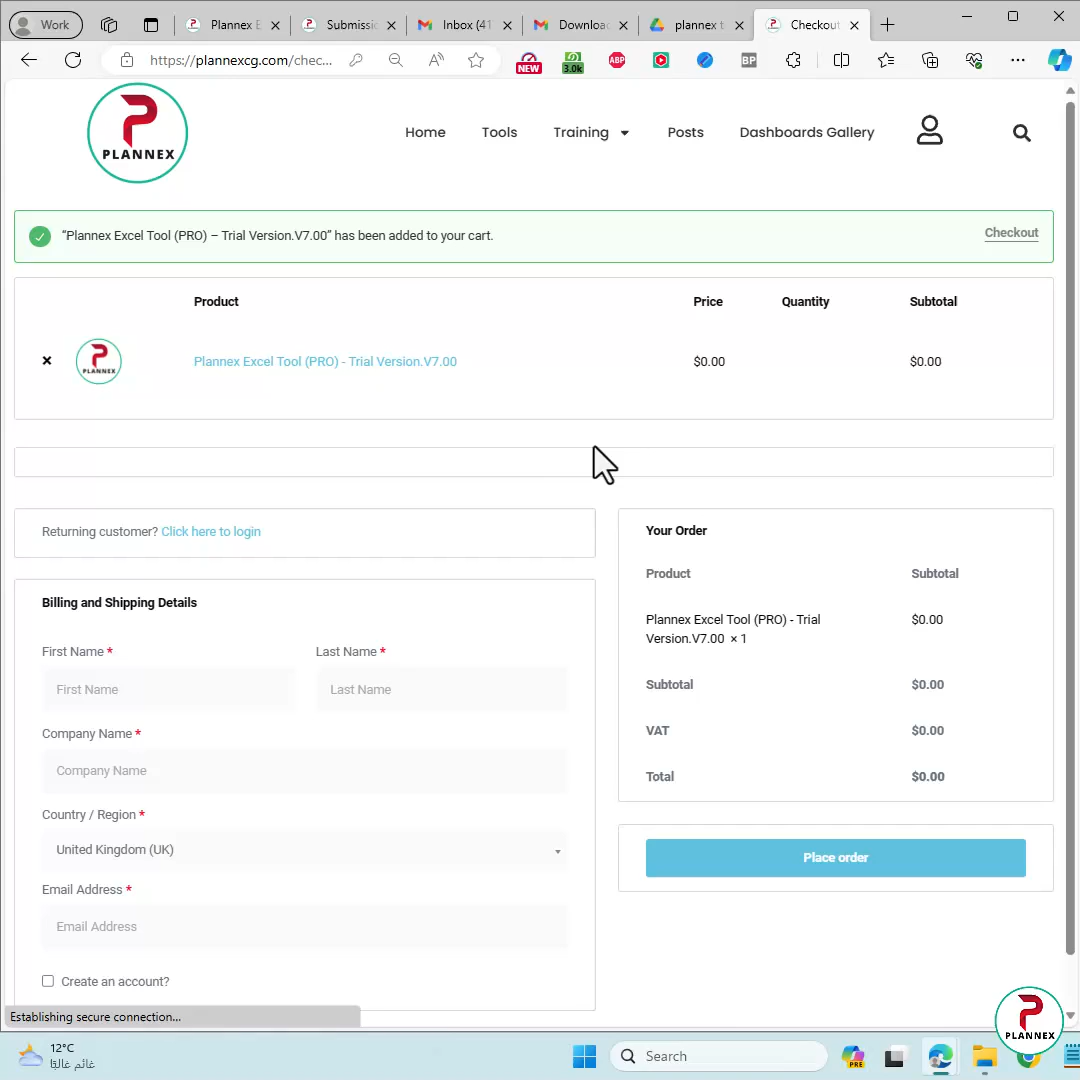 Work
Plannex E
Submissio
Inbox (41
Downloac
plannex t
Checkout
https://plannexcg.com/chec...
NEW
3.0k
ABP
BP
PLANNEX
Home
Tools
Training
Posts
Dashboards Gallery
“Plannex Excel Tool (PRO) – Trial Version.V7.00” has been added to your cart.
Checkout
Product
Price
Quantity
Subtotal
PLANNEX
Plannex Excel Tool (PRO) - Trial Version.V7.00
$0.00
$0.00
Returning customer? Click here to login
Billing and Shipping Details
First Name *
Last Name *
First Name
Last Name
Company Name *
Company Name
Country / Region *
United Kingdom (UK)
Email Address *
Email Address
Create an account?
Your Order
Product
Subtotal
Plannex Excel Tool (PRO) - Trial
Version.V7.00 × 1
$0.00
Subtotal
$0.00
VAT
$0.00
Total
$0.00
Place order
Establishing secure connection...
PLANNEX
12°C
غائم غالبًا
Search
PRE